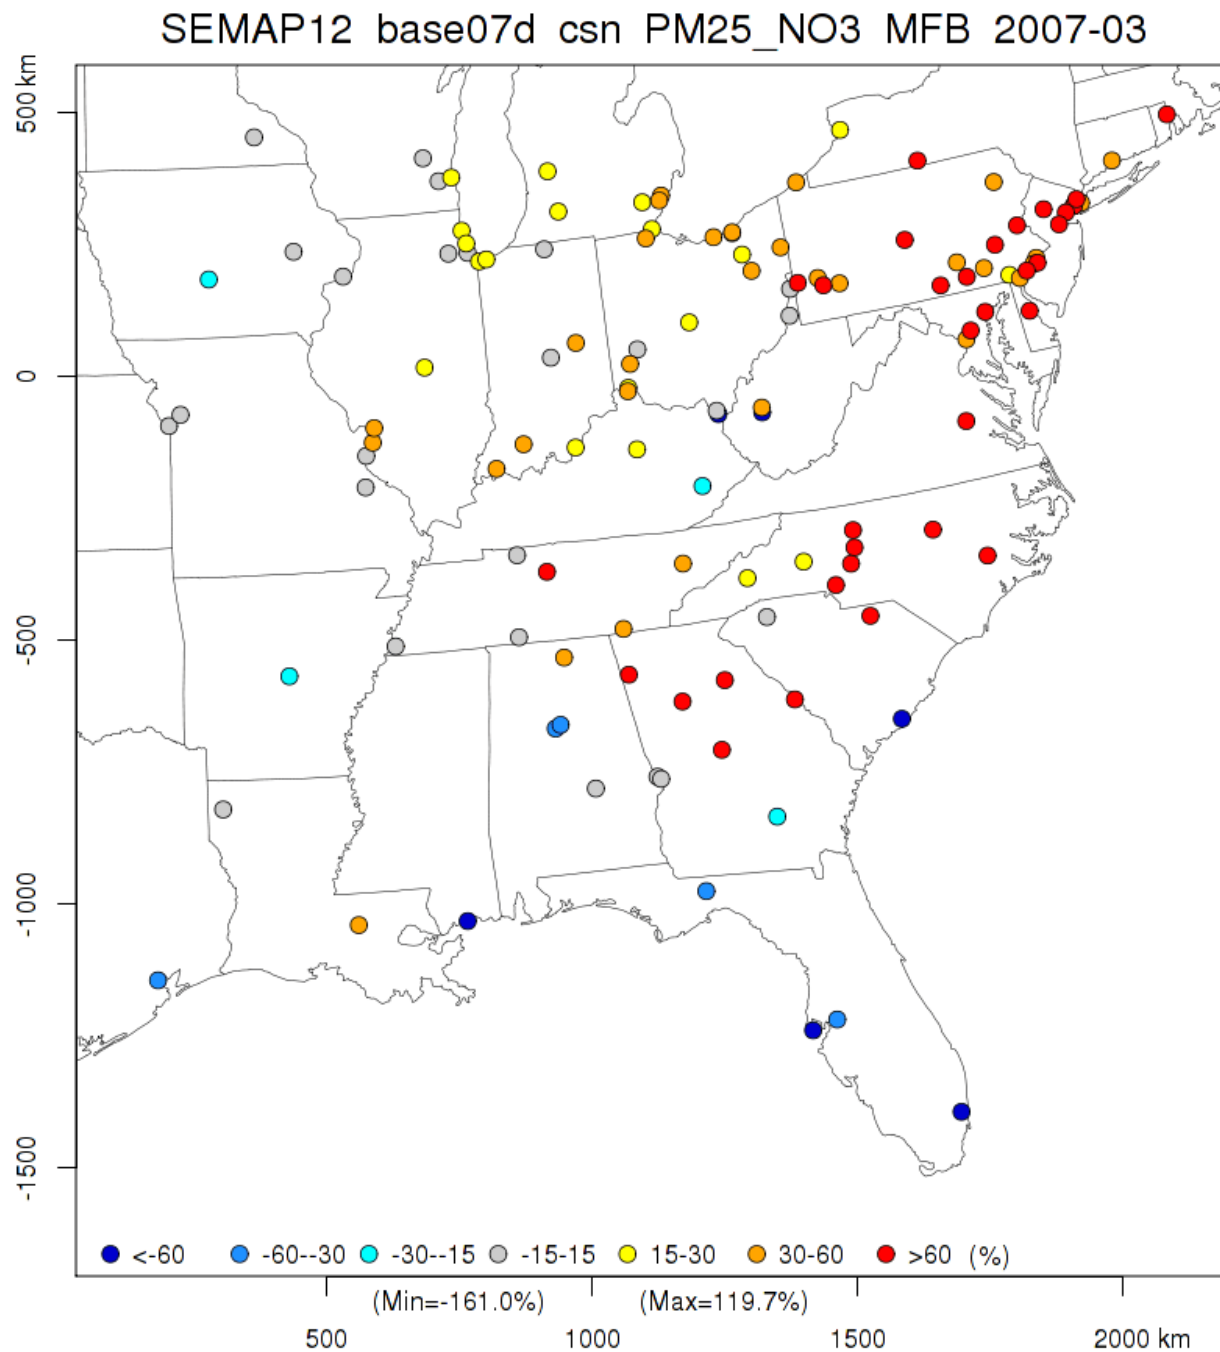 SEMAP12 base07d csn PM25_NO3 MFB 2007-03
500 km
0
-500
-1000
-1500
<-60 -60--30 -30--15 -15-15 15-30 30-60 >60 (%)
(Min=-161.0%) (Max=119.7%)
500 1000 1500 2000 km